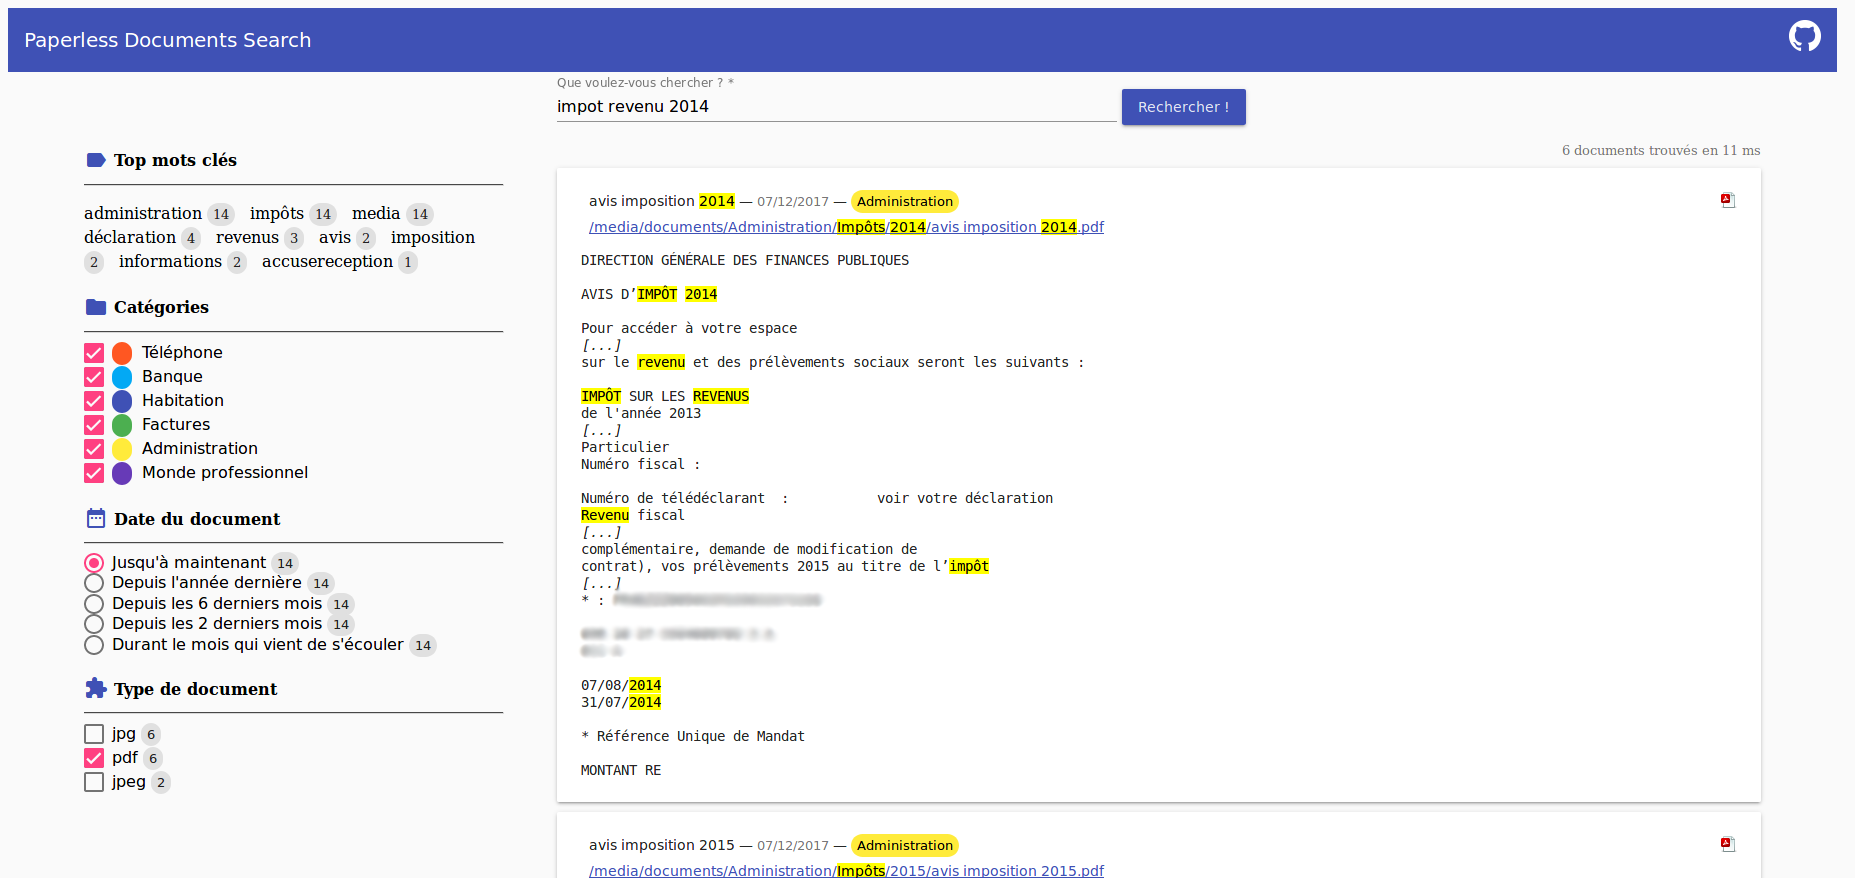 Paperless Documents Search
Que voulez-vous chercher ? *
impot revenu 2014
Rechercher !
6 documents trouvés en 11 ms
Top mots clés
administration 14 impôts 14 media 14
déclaration 4 revenus 3 avis 2 imposition
2 informations 2 accusereception 1
Catégories
Téléphone
Banque
Habitation
Factures
Administration
Monde professionnel
Date du document
Jusqu'à maintenant 14
Depuis l'année dernière 14
Depuis les 6 derniers mois 14
Depuis les 2 derniers mois 14
Durant le mois qui vient de s'écouler 14
Type de document
jpg 6
pdf 6
jpeg 2
avis imposition 2014 — 07/12/2017 — Administration
/media/documents/Administration/Impôts/2014/avis imposition 2014.pdf
DIRECTION GÉNÉRALE DES FINANCES PUBLIQUES
AVIS D’IMPÔT 2014
Pour accéder à votre espace
[...]
sur le revenu et des prélèvements sociaux seront les suivants :
IMPÔT SUR LES REVENUS
de l'année 2013
[...]
Particulier
Numéro fiscal :
Numéro de télédéclarant : voir votre déclaration
Revenu fiscal
[...]
complémentaire, demande de modification de
contrat), vos prélèvements 2015 au titre de l’impôt
[...]
* :
07/08/2014
31/07/2014
* Référence Unique de Mandat
MONTANT RE
avis imposition 2015 — 07/12/2017 — Administration
/media/documents/Administration/Impôts/2015/avis imposition 2015.pdf